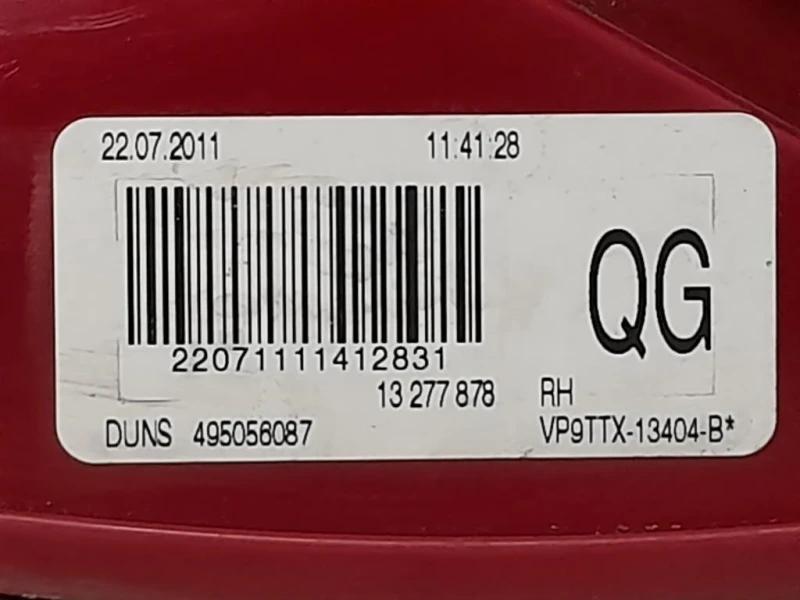 22.07.2011 11:41:28
QG
22071111412831
13 277 878 RH
DUNS 495056087 VP9TTX-13404-B*